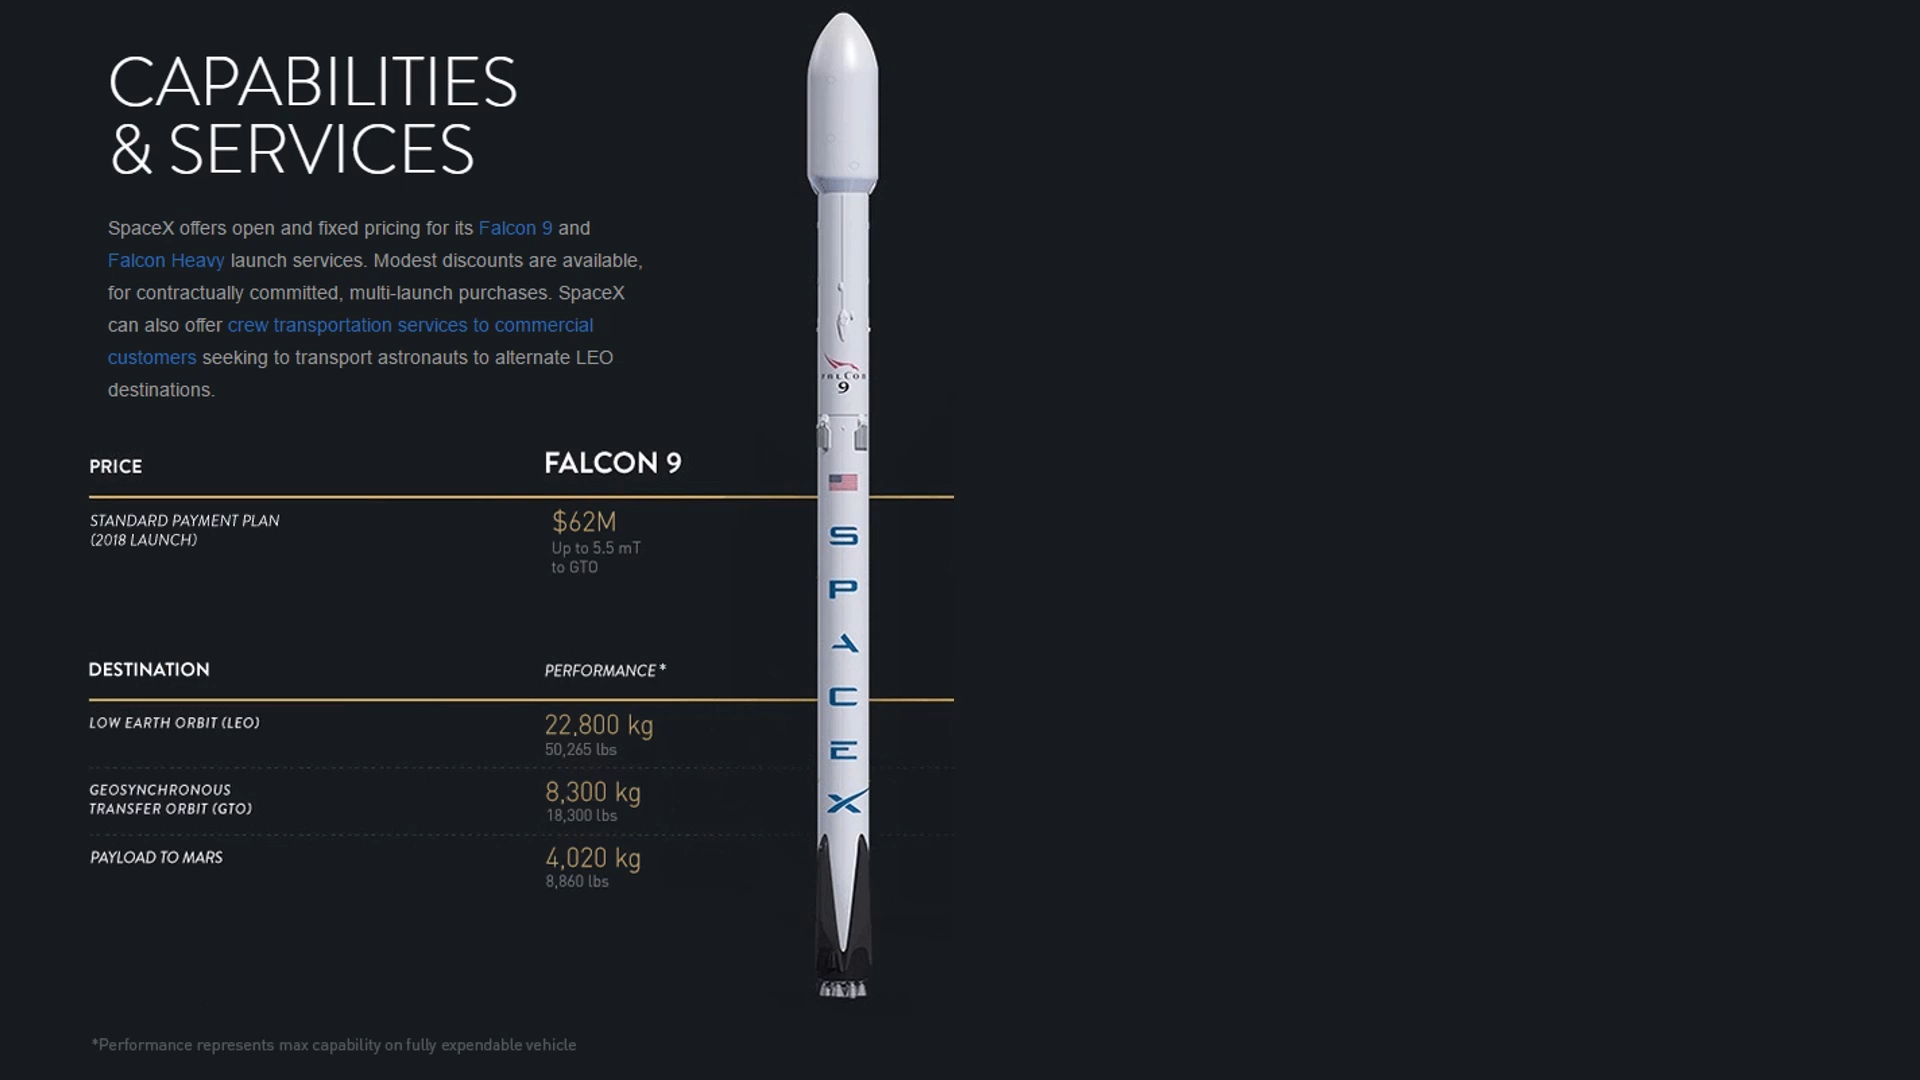 CAPABILITIES
& SERVICES
SpaceX offers open and fixed pricing for its Falcon 9 and
Falcon Heavy launch services. Modest discounts are available,
for contractually committed, multi-launch purchases. SpaceX
can also offer crew transportation services to commercial
customers seeking to transport astronauts to alternate LEO
destinations.
PRICE FALCON 9
STANDARD PAYMENT PLAN
(2018 LAUNCH)
$62M
Up to 5.5 mT
to GTO
DESTINATION PERFORMANCE*
LOW EARTH ORBIT (LEO) 22,800 kg
50,265 lbs
GEOSYNCHRONOUS
TRANSFER ORBIT (GTO)
8,300 kg
18,300 lbs
PAYLOAD TO MARS 4,020 kg
8,860 lbs
FALCON
9
SPACEX
*Performance represents max capability on fully expendable vehicle